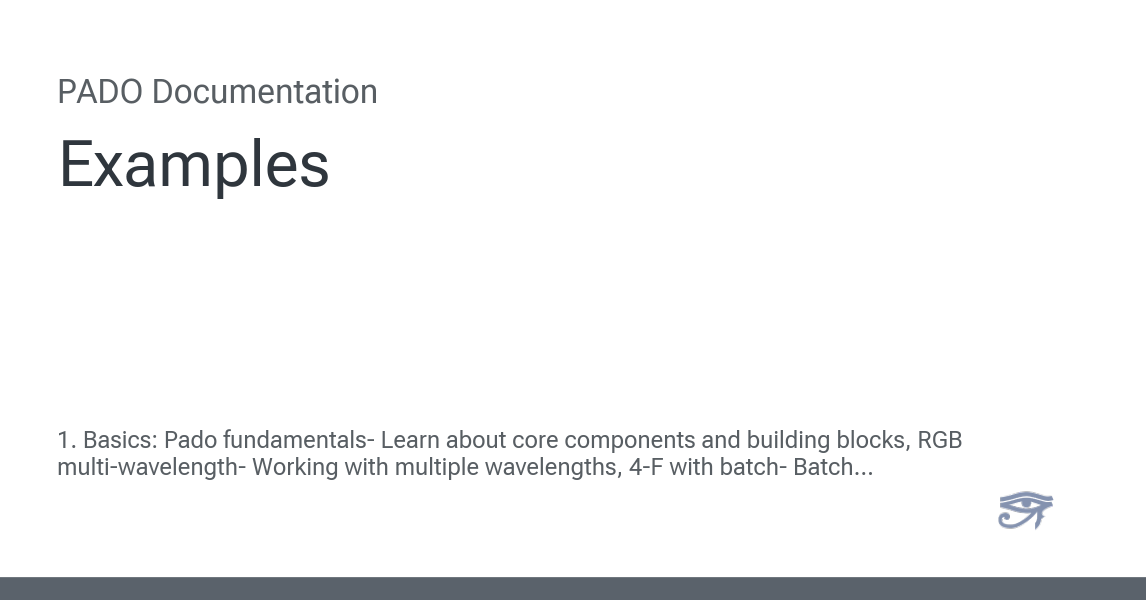 PADO Documentation
Examples
1. Basics: Pado fundamentals- Learn about core components and building blocks, RGB
multi-wavelength- Working with multiple wavelengths, 4-F with batch- Batch...